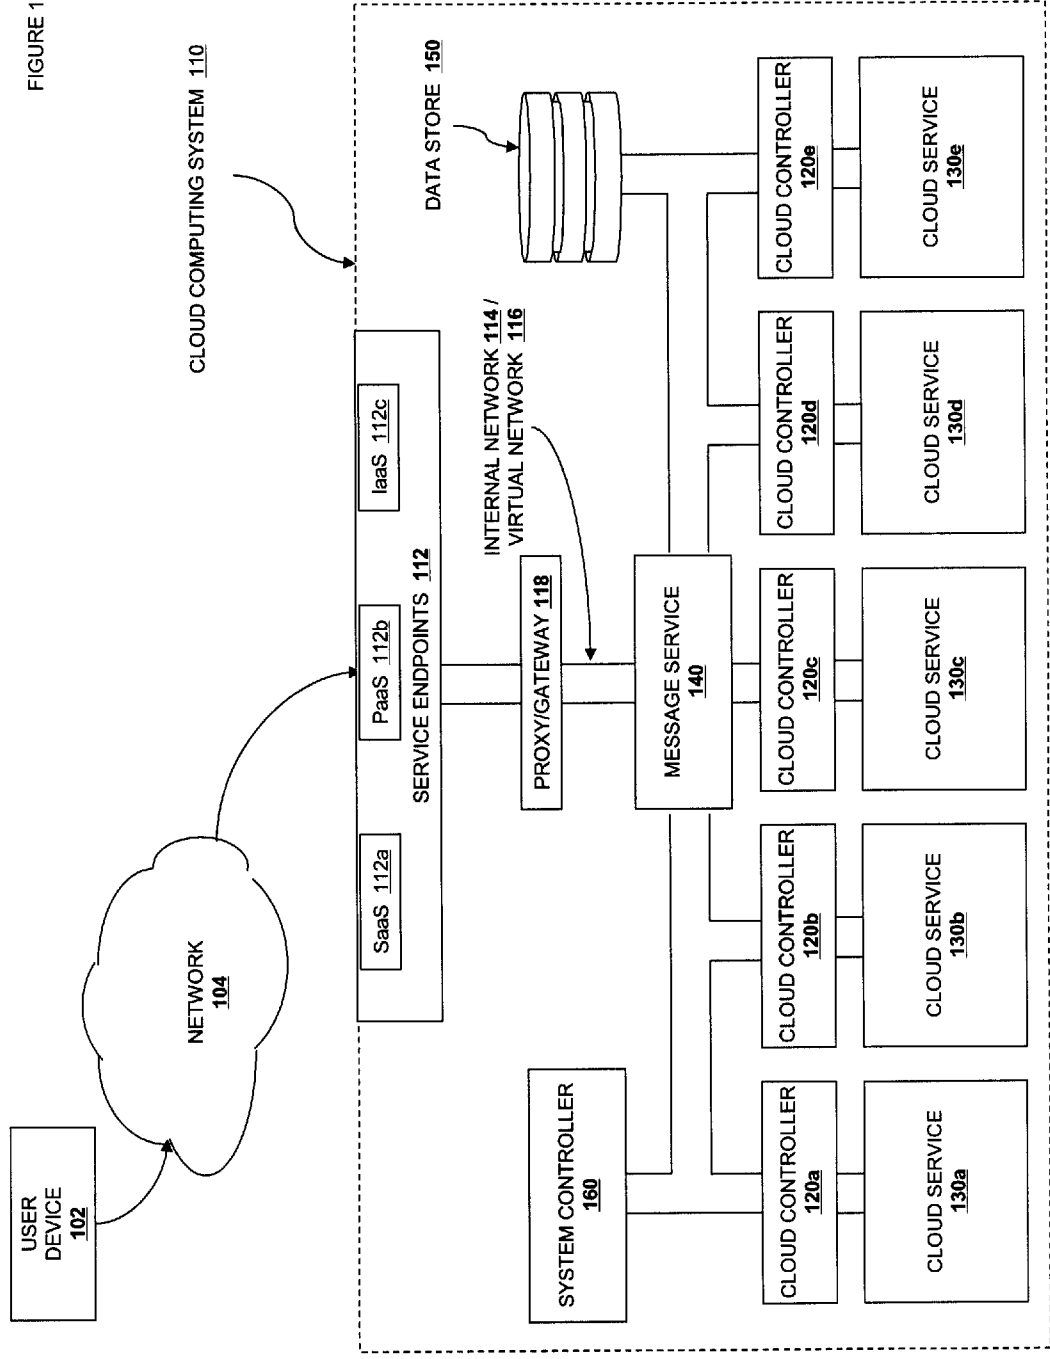 FIGURE 1
CLOUD COMPUTING SYSTEM 110
USER
DEVICE
102
NETWORK
104
SaaS 112a
PaaS 112b
IaaS 112c
SERVICE ENDPOINTS 112
DATA STORE 150
INTERNAL NETWORK 114 /
VIRTUAL NETWORK 116
PROXY/GATEWAY 118
SYSTEM CONTROLLER
160
MESSAGE SERVICE
140
CLOUD CONTROLLER
120a
CLOUD CONTROLLER
120b
CLOUD CONTROLLER
120c
CLOUD CONTROLLER
120d
CLOUD CONTROLLER
120e
CLOUD SERVICE
130a
CLOUD SERVICE
130b
CLOUD SERVICE
130c
CLOUD SERVICE
130d
CLOUD SERVICE
130e